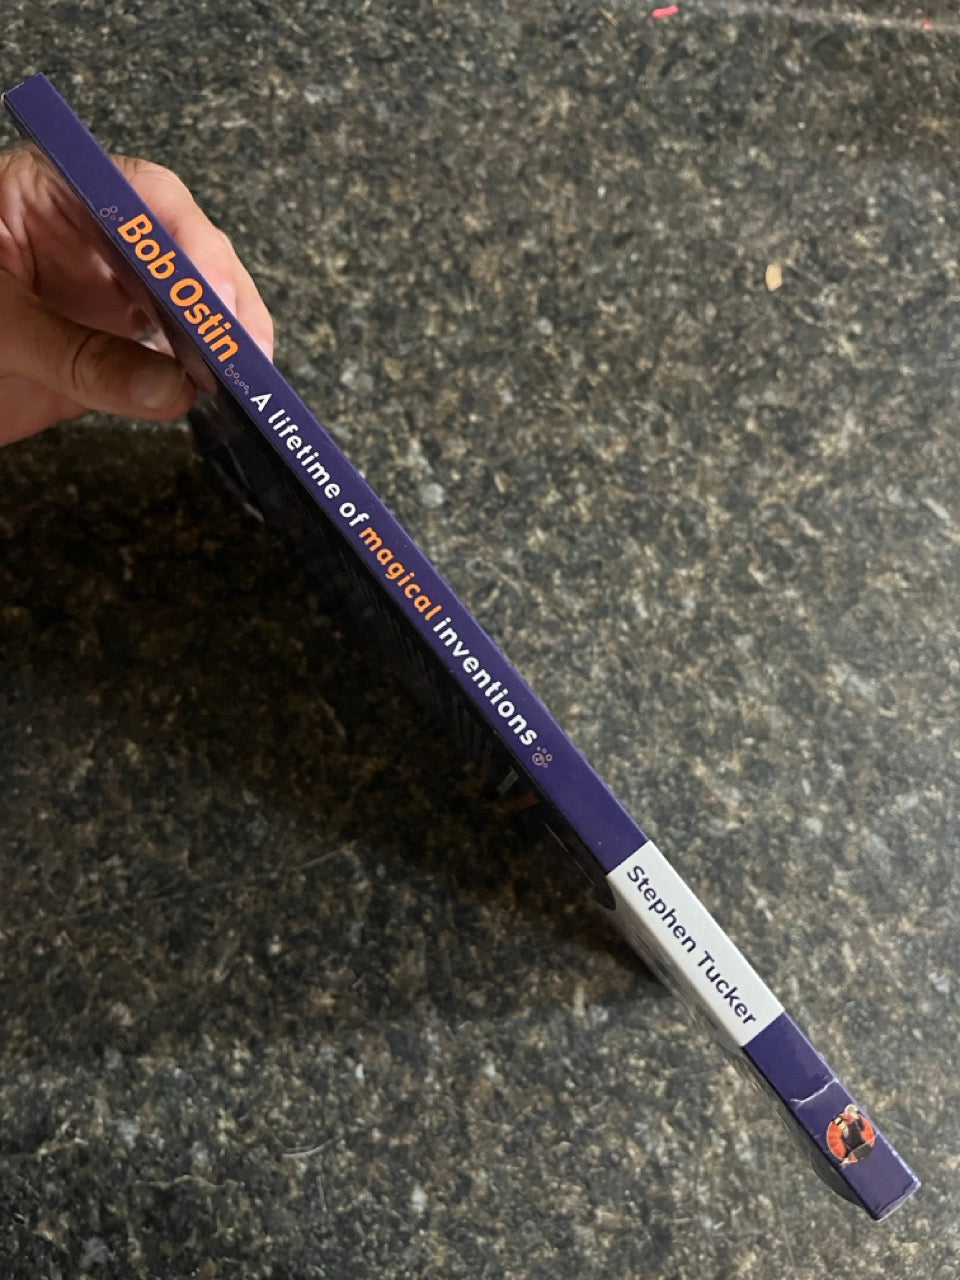 Bob Ostin A lifetime of magical inventions
Stephen Tucker